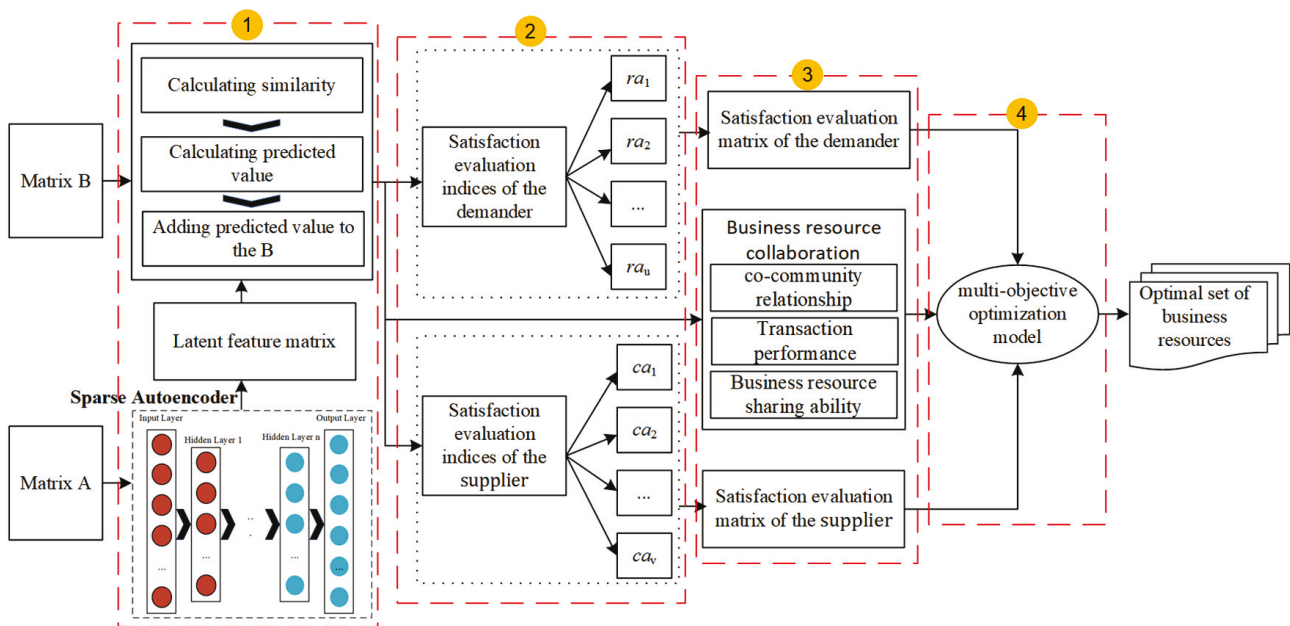 1
Calculating similarity
Calculating predicted
value
Adding predicted value to
the B
Matrix B
Latent feature matrix
Sparse Autoencoder
Input Layer
Hidden Layer 1
Hidden Layer n
Output Layer
...
...
...
...
Matrix A
2
Satisfaction
evaluation
indices of the
demander
ra1
ra2
...
rau
Satisfaction
evaluation
indices of the
supplier
ca1
ca2
...
cav
3
Satisfaction evaluation
matrix of the demander
Business resource
collaboration
co-community
relationship
Transaction
performance
Business resource
sharing ability
Satisfaction evaluation
matrix of the supplier
4
multi-objective
optimization
model
Optimal set of
business
resources